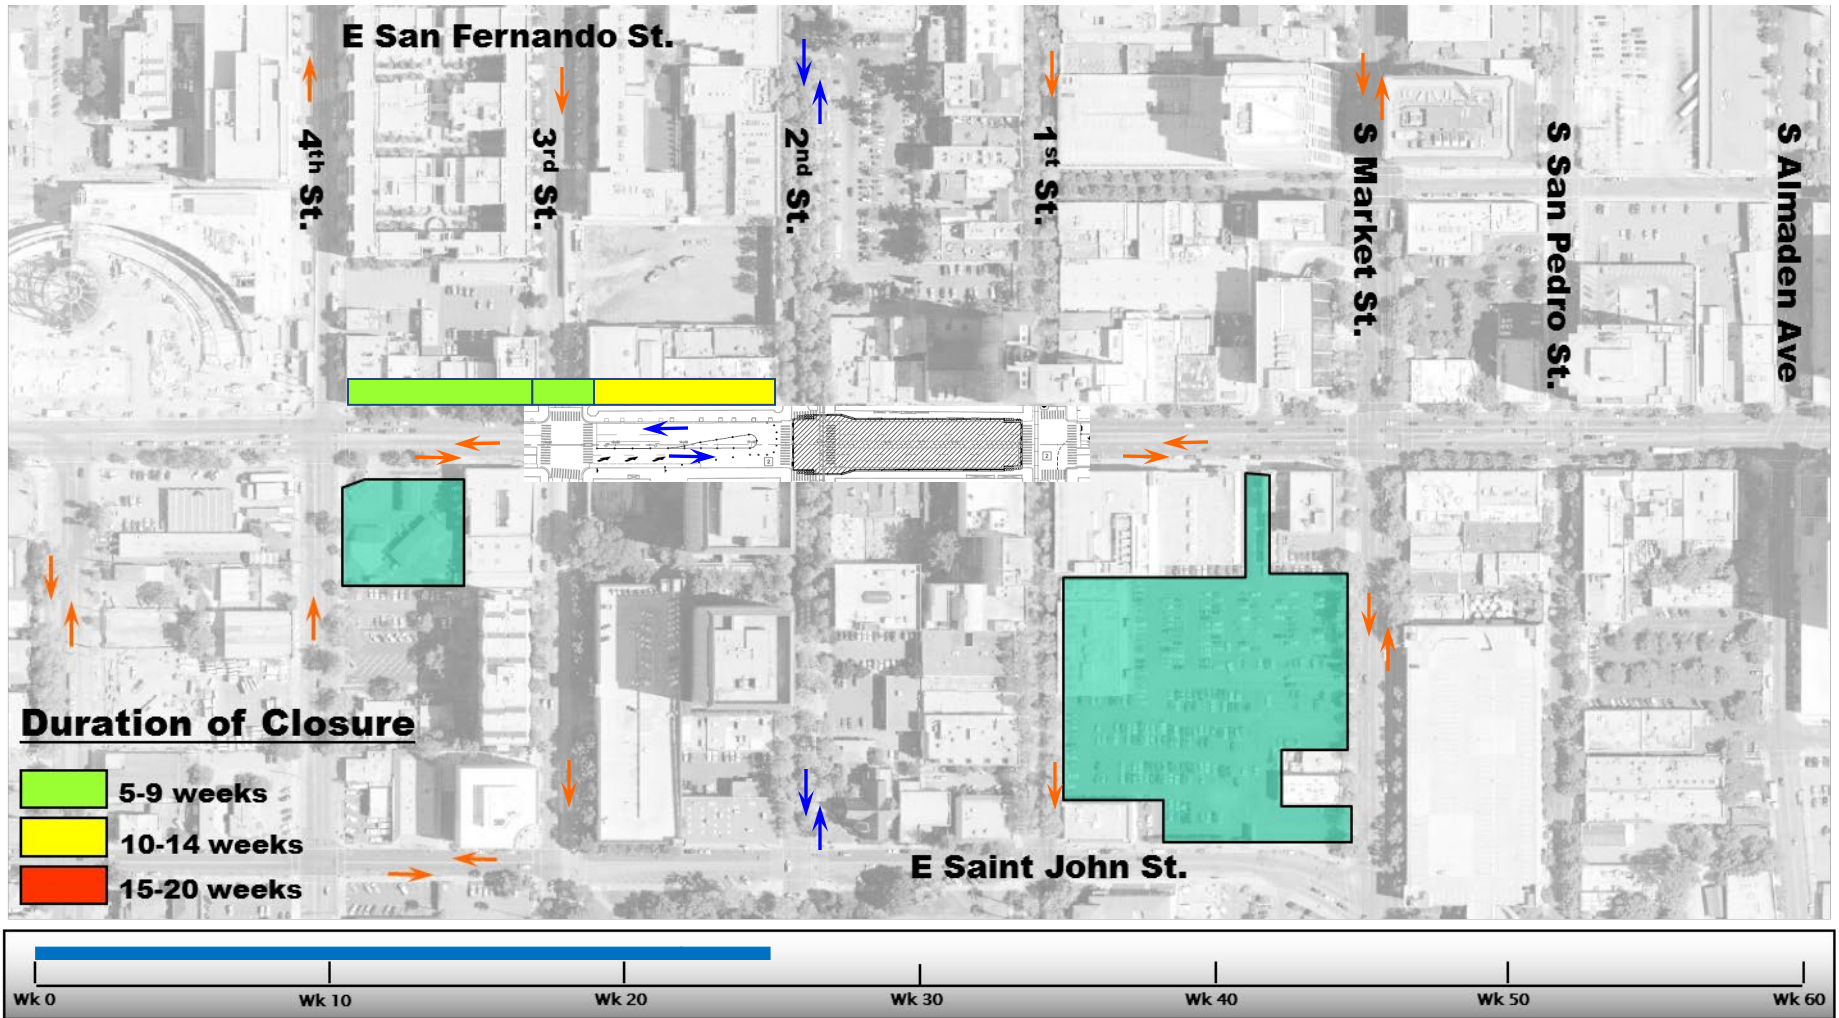 E San Fernando St.
4th St.
3rd St.
2nd St.
1st St.
S Market St.
S San Pedro St.
S Almaden Ave
2
2
Duration of Closure
5-9 weeks
10-14 weeks
15-20 weeks
E Saint John St.
Wk 0
Wk 10
Wk 20
Wk 30
Wk 40
Wk 50
Wk 60